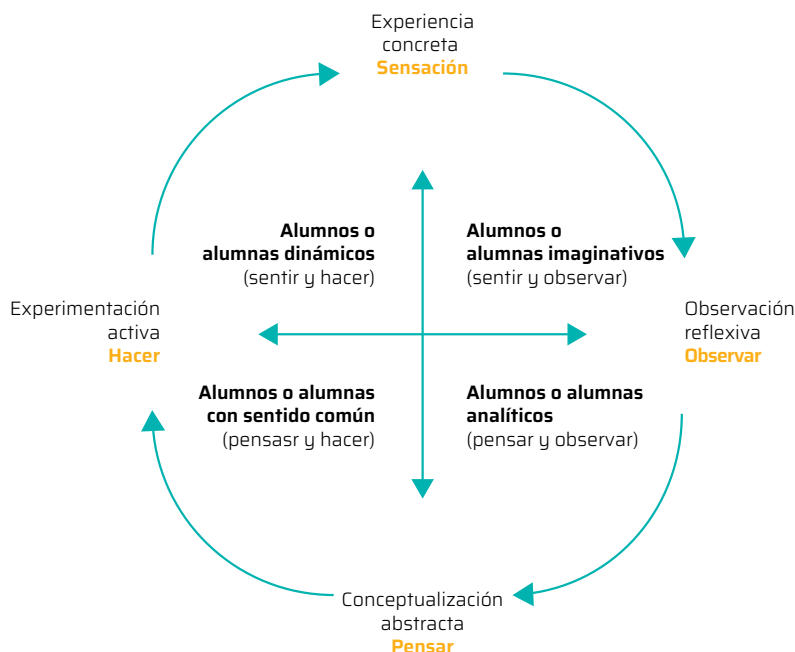 Experiencia
concreta
Sensación
Alumnos o
alumnas dinámicos
(sentir y hacer)
Alumnos o
alumnas imaginativos
(sentir y observar)
Experimentación
activa
Hacer
Observación
reflexiva
Observar
Alumnos o alumnas
con sentido común
(pensasr y hacer)
Alumnos o alumnas
analíticos
(pensar y observar)
Conceptualización
abstracta
Pensar